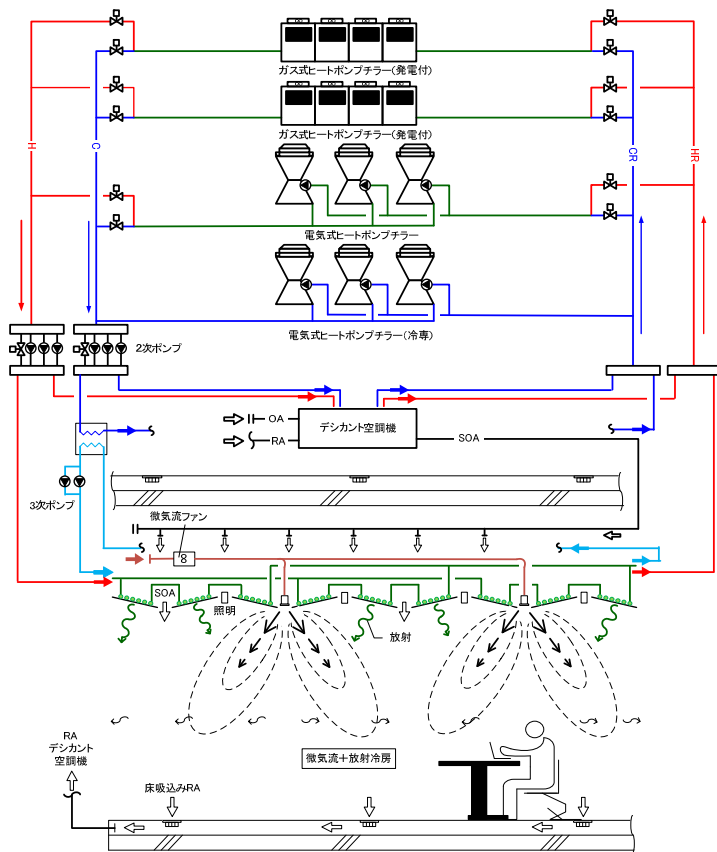 ガス式ヒートポンプチラー(発電付)
ガス式ヒートポンプチラー(発電付)
H
C
CR
HR
電気式ヒートポンプチラー
電気式ヒートポンプチラー(冷専)
2次ポンプ
OA
RA
デシカント空調機
SOA
3次ポンプ
微気流ファン
8
SOA
照明
放射
RA
デシカント
空調機
微気流+放射冷房
床吸込みRA